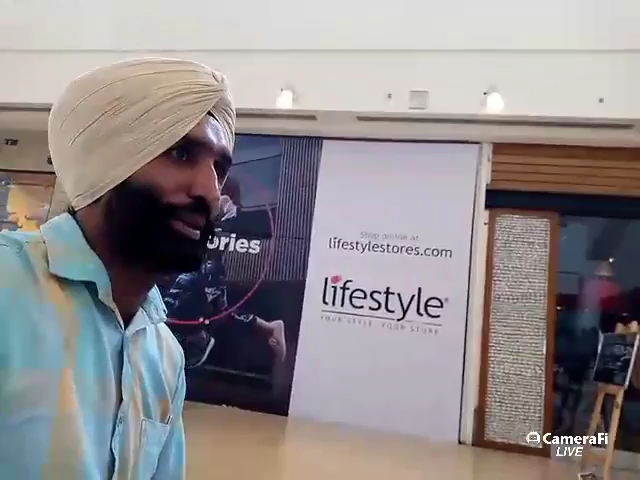 ories
Shop online at
lifestylestores.com
lifestyle®
YOUR STYLE. YOUR STORE
CameraFi
LIVE